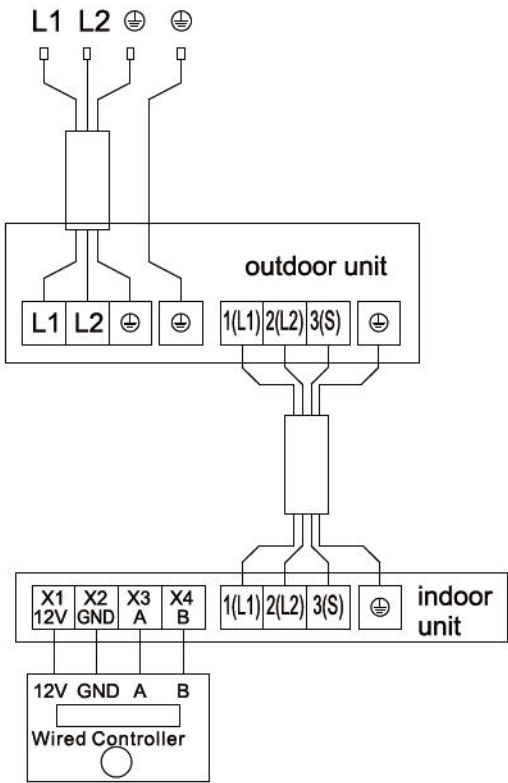 L1 L2 ⏚ ⏚
outdoor unit
L1 L2 ⏚ ⏚ 1(L1) 2(L2) 3(S) ⏚
X1 X2 X3 X4
12V GND A B
1(L1) 2(L2) 3(S) ⏚
indoor
unit
12V GND A B
Wired Controller